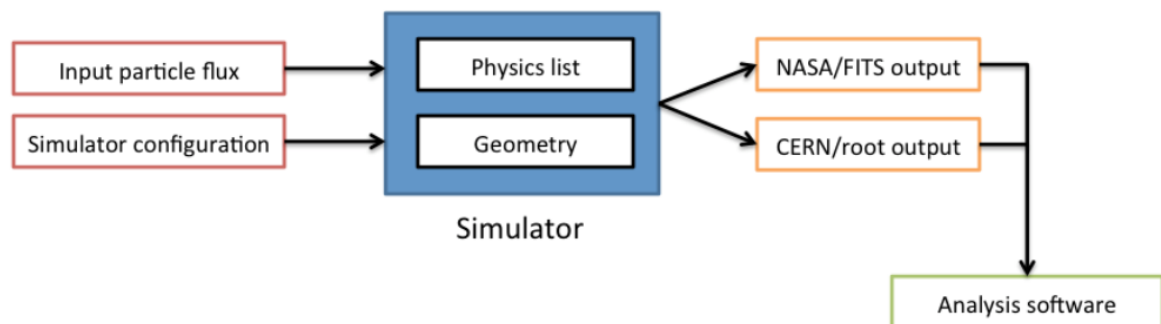 Input particle flux
Simulator configuration
Physics list
Geometry
Simulator
NASA/FITS output
CERN/root output
Analysis software